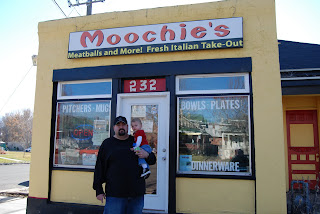 Moochie's
Meatballs and More! Fresh Italian Take-Out
232
PITCHERS-MUGS
BOWLS-PLATES
DINNERWARE